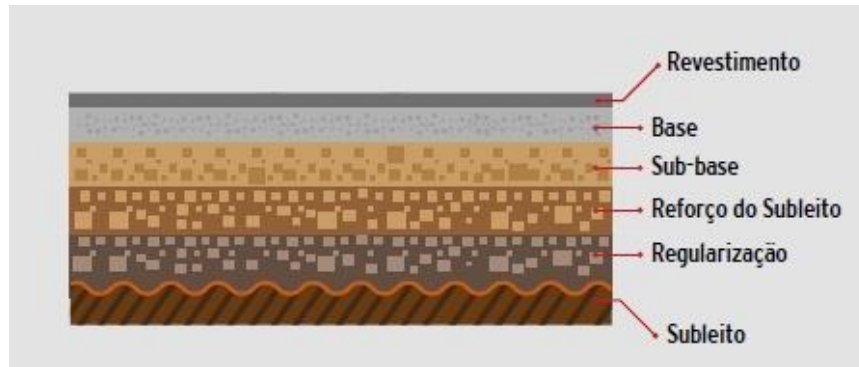 Revestimento
Base
Sub-base
Reforço do Subleito
Regularização
Subleito